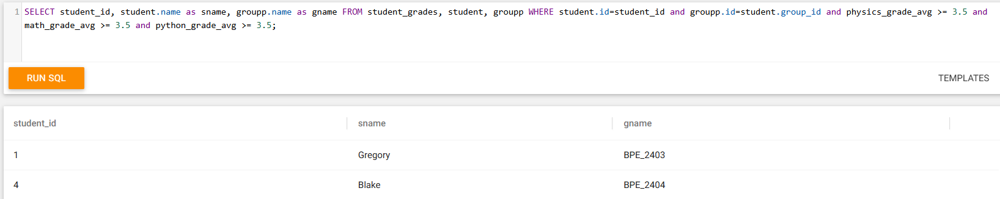 1 SELECT student_id, student.name as sname, groupp.name as gname FROM student_grades, student, groupp WHERE student.id=student_id and groupp.id=student.group_id and physics_grade_avg >= 3.5 and
math_grade_avg >= 3.5 and python_grade_avg >= 3.5;
RUN SQL TEMPLATES
student_id sname gname
1 Gregory BPE_2403
4 Blake BPE_2404